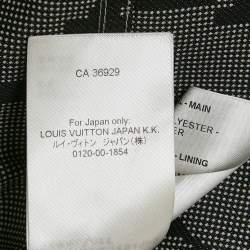 CA 36929
For Japan only:
LOUIS VUITTON JAPAN K.K.
ルイ・ヴィトン ジャパン(株)
0120-00-1854
- MAIN
LYESTER -
ER
- LINING